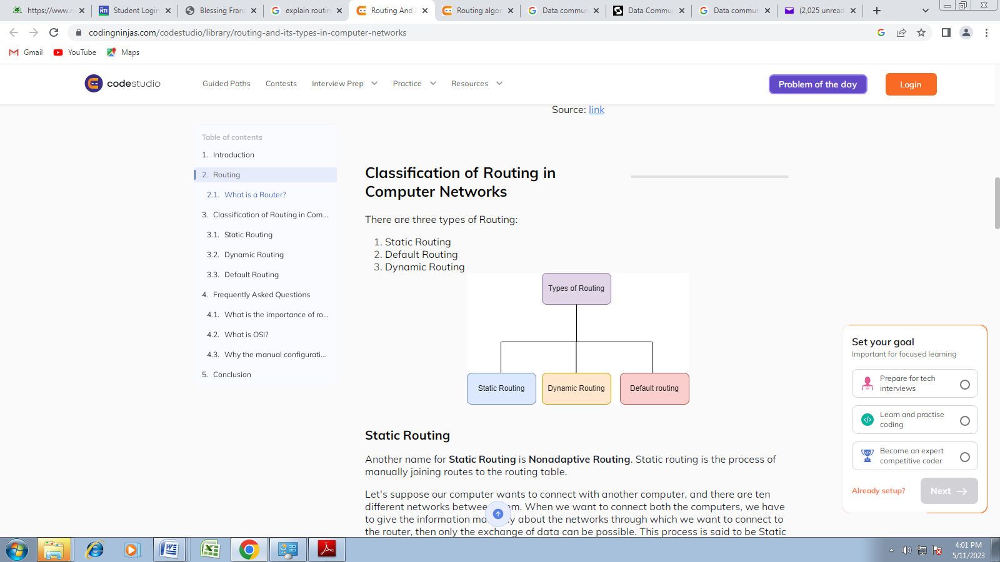 https://www.n
Student Login
Blessing Fran
explain routin
Routing And i
Routing algor
Data commun
Data Commu
Data commun
(2,025 unread
codingninjas.com/codestudio/library/routing-and-its-types-in-computer-networks
Gmail
YouTube
Maps
codestudio
Guided Paths
Contests
Interview Prep
Practice
Resources
Problem of the day
Login
Source: link
Table of contents
1. Introduction
2. Routing
2.1. What is a Router?
3. Classification of Routing in Com...
3.1. Static Routing
3.2. Dynamic Routing
3.3. Default Routing
4. Frequently Asked Questions
4.1. What is the importance of ro...
4.2. What is OSI?
4.3. Why the manual configurati...
5. Conclusion
Classification of Routing in
Computer Networks
There are three types of Routing:
1. Static Routing
2. Default Routing
3. Dynamic Routing
Types of Routing
Static Routing
Dynamic Routing
Default routing
Static Routing
Another name for Static Routing is Nonadaptive Routing. Static routing is the process of
manually joining routes to the routing table.
Let's suppose our computer wants to connect with another computer, and there are ten
different networks between them. When we want to connect both the computers, we have
to give the information manually about the networks through which we want to connect to
the router, then only the exchange of data can be possible. This process is said to be Static
Set your goal
Important for focused learning
Prepare for tech
interviews
Learn and practise
coding
Become an expert
competitive coder
Already setup?
Next
4:01 PM
5/11/2023